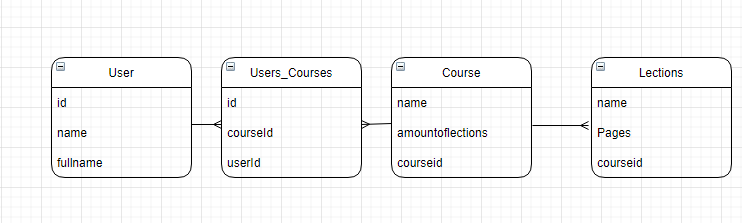 User
id
name
fullname
Users_Courses
id
courseId
userId
Course
name
amountoflections
courseid
Lections
name
Pages
courseid